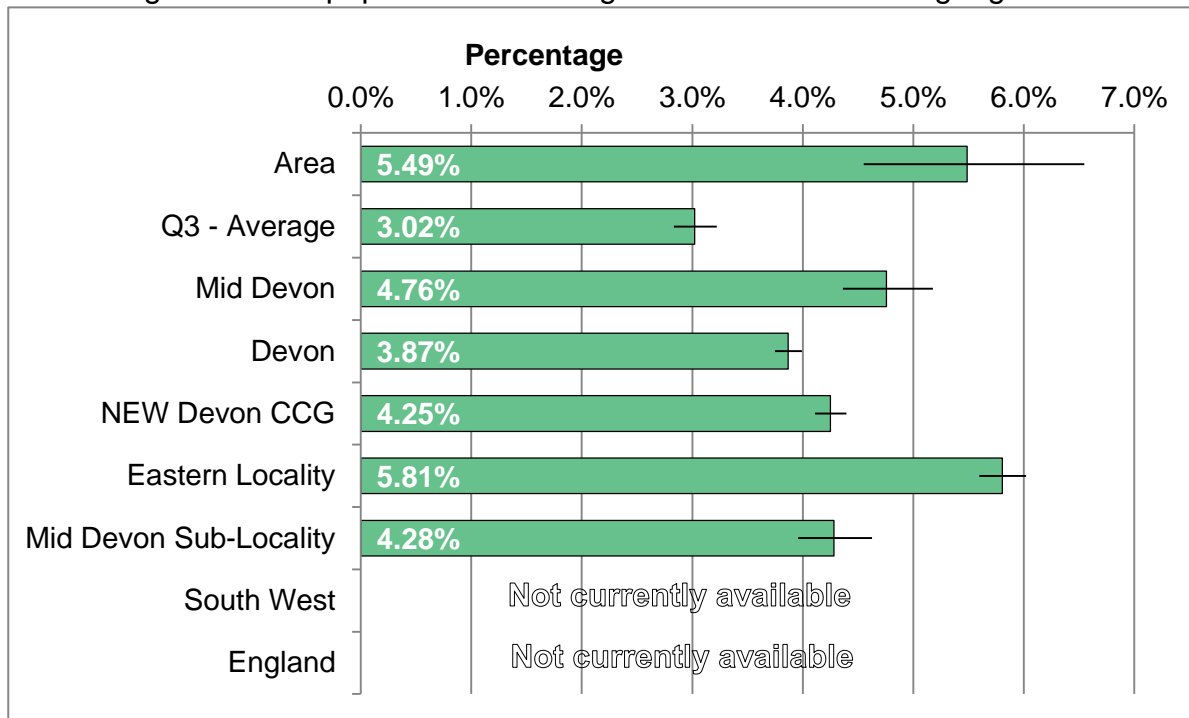 Percentage
0.0% 1.0% 2.0% 3.0% 4.0% 5.0% 6.0% 7.0%
Area 5.49%
Q3 - Average 3.02%
Mid Devon 4.76%
Devon 3.87%
NEW Devon CCG 4.25%
Eastern Locality 5.81%
Mid Devon Sub-Locality 4.28%
South West Not currently available
England Not currently available